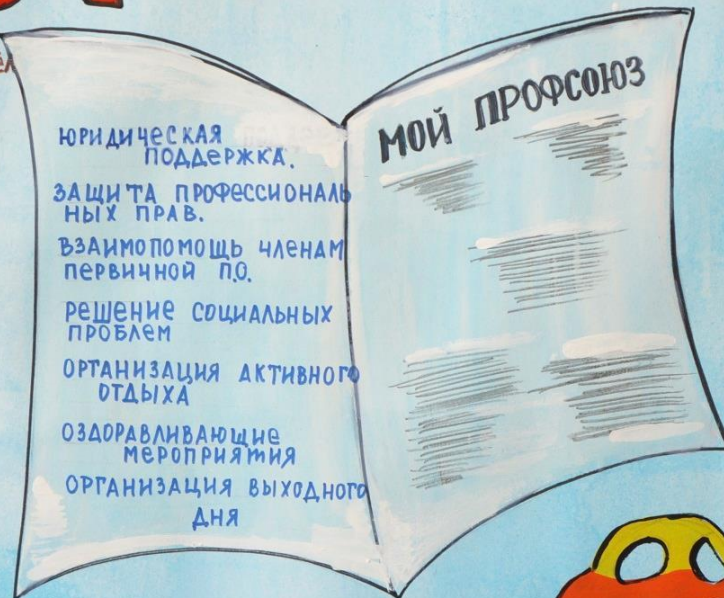 ЮРИДИЧЕСКАЯ
ПОДДЕРЖКА.
ЗАЩИТА ПРОФЕССИОНАЛЬ
НЫХ ПРАВ.
ВЗАИМОПОМОЩЬ ЧЛЕНАМ
ПЕРВИЧНОЙ П.О.
РЕШЕНИЕ СОЦИАЛЬНЫХ
ПРОБЛЕМ
ОРГАНИЗАЦИЯ АКТИВНОГО
ОТДЫХА
ОЗДОРАВЛИВАЮЩИЕ
МЕРОПРИЯТИЯ
ОРГАНИЗАЦИЯ ВЫХОДНОГО
ДНЯ
МОЙ ПРОФСОЮЗ